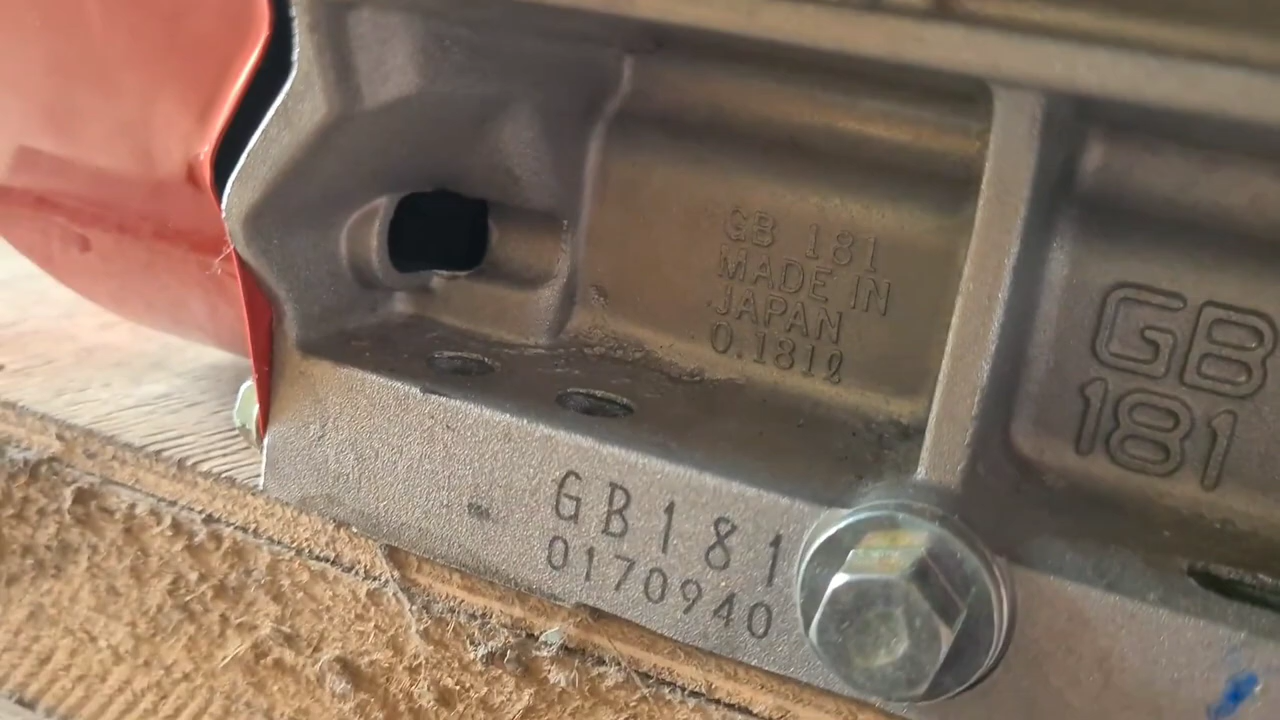 GB 181
MADE IN
JAPAN
0.181ℓ
GB
181
GB181
0170940